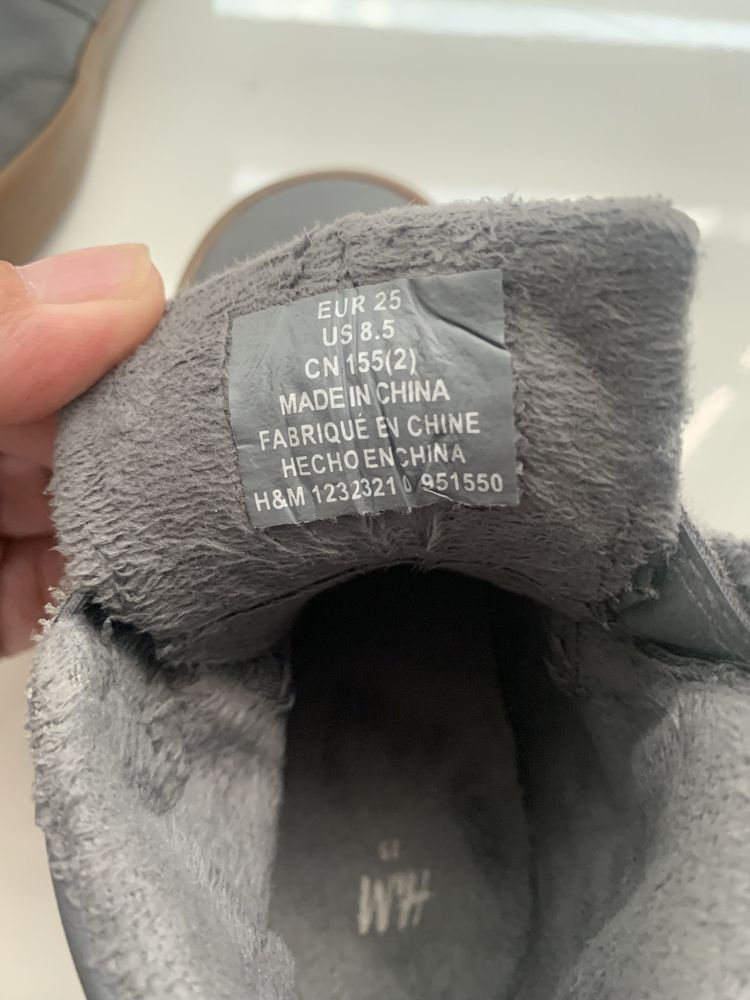 EUR 25
US 8.5
CN 155(2)
MADE IN CHINA
FABRIQUÉ EN CHINE
HECHO EN CHINA
H&M 1232321 0 951550
H&M